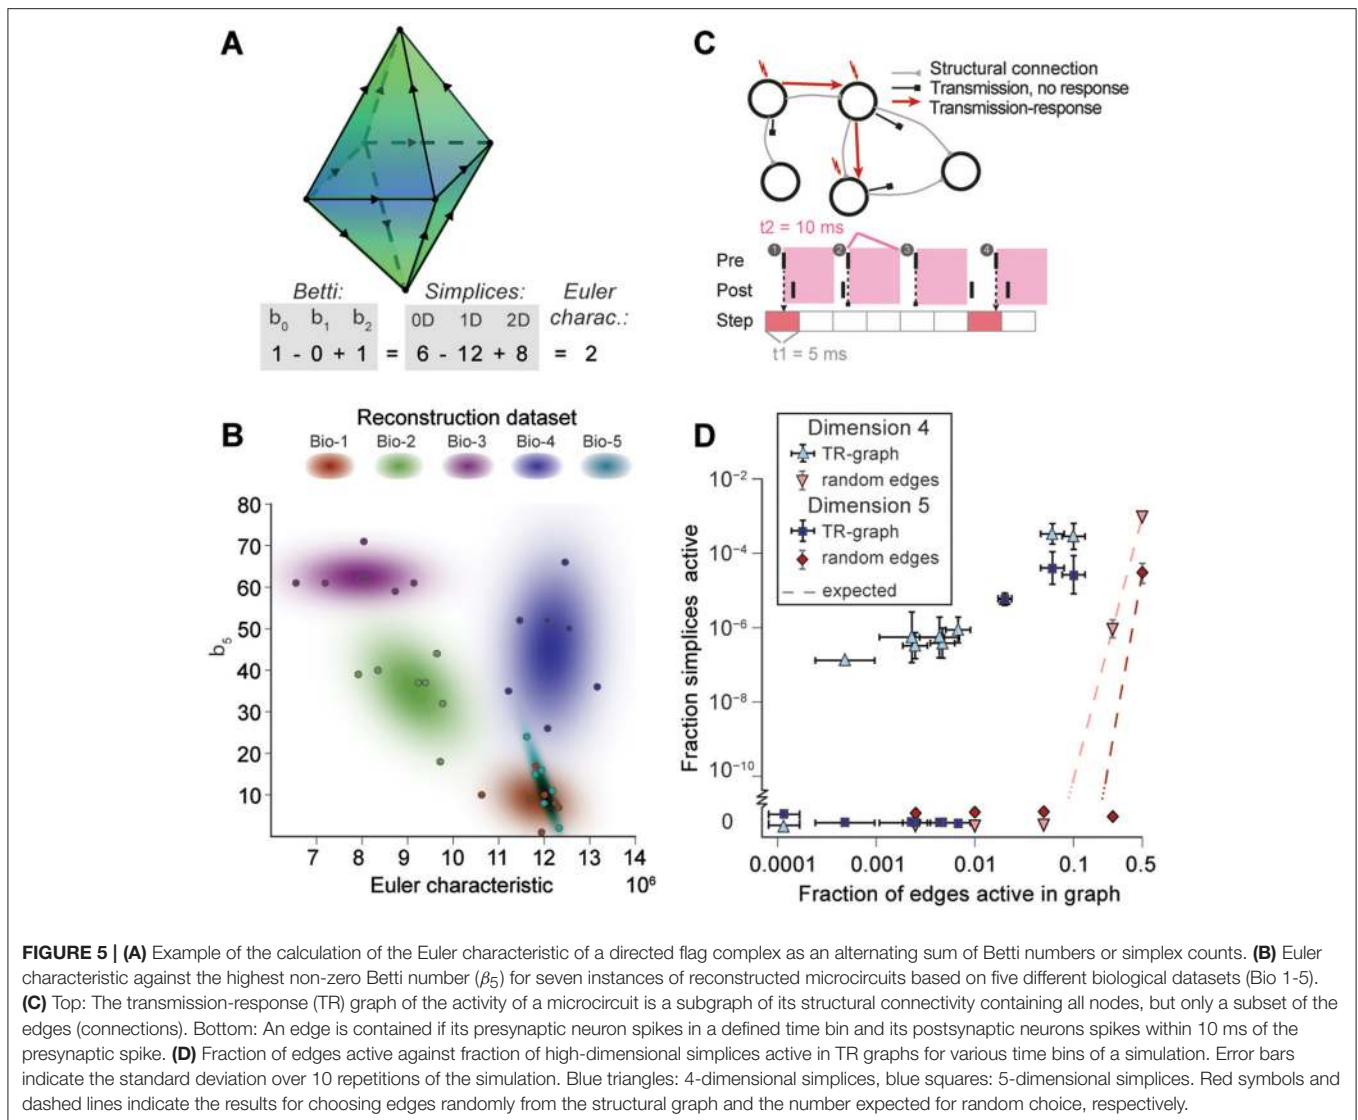 A
Betti:
Simplices:
Euler
charac.:
b0 b1 b2
0D 1D 2D
1 - 0 + 1 = 6 - 12 + 8 = 2
C
Structural connection
Transmission, no response
Transmission-response
t2 = 10 ms
1 2 3 4
Pre
Post
Step
t1 = 5 ms
B
Reconstruction dataset
Bio-1 Bio-2 Bio-3 Bio-4 Bio-5
80
70
60
50
40
30
20
10
b5
7 8 9 10 11 12 13 14
Euler characteristic
10^6
D
Dimension 4
TR-graph
random edges
Dimension 5
TR-graph
random edges
expected
10^-2
10^-4
10^-6
10^-8
10^-10
0
Fraction simplices active
0.0001 0.001 0.01 0.1 0.5
Fraction of edges active in graph
FIGURE 5 | (A) Example of the calculation of the Euler characteristic of a directed flag complex as an alternating sum of Betti numbers or simplex counts. (B) Euler
characteristic against the highest non-zero Betti number (β5) for seven instances of reconstructed microcircuits based on five different biological datasets (Bio 1-5).
(C) Top: The transmission-response (TR) graph of the activity of a microcircuit is a subgraph of its structural connectivity containing all nodes, but only a subset of the
edges (connections). Bottom: An edge is contained if its presynaptic neuron spikes in a defined time bin and its postsynaptic neurons spikes within 10 ms of the
presynaptic spike. (D) Fraction of edges active against fraction of high-dimensional simplices active in TR graphs for various time bins of a simulation. Error bars
indicate the standard deviation over 10 repetitions of the simulation. Blue triangles: 4-dimensional simplices, blue squares: 5-dimensional simplices. Red symbols and
dashed lines indicate the results for choosing edges randomly from the structural graph and the number expected for random choice, respectively.